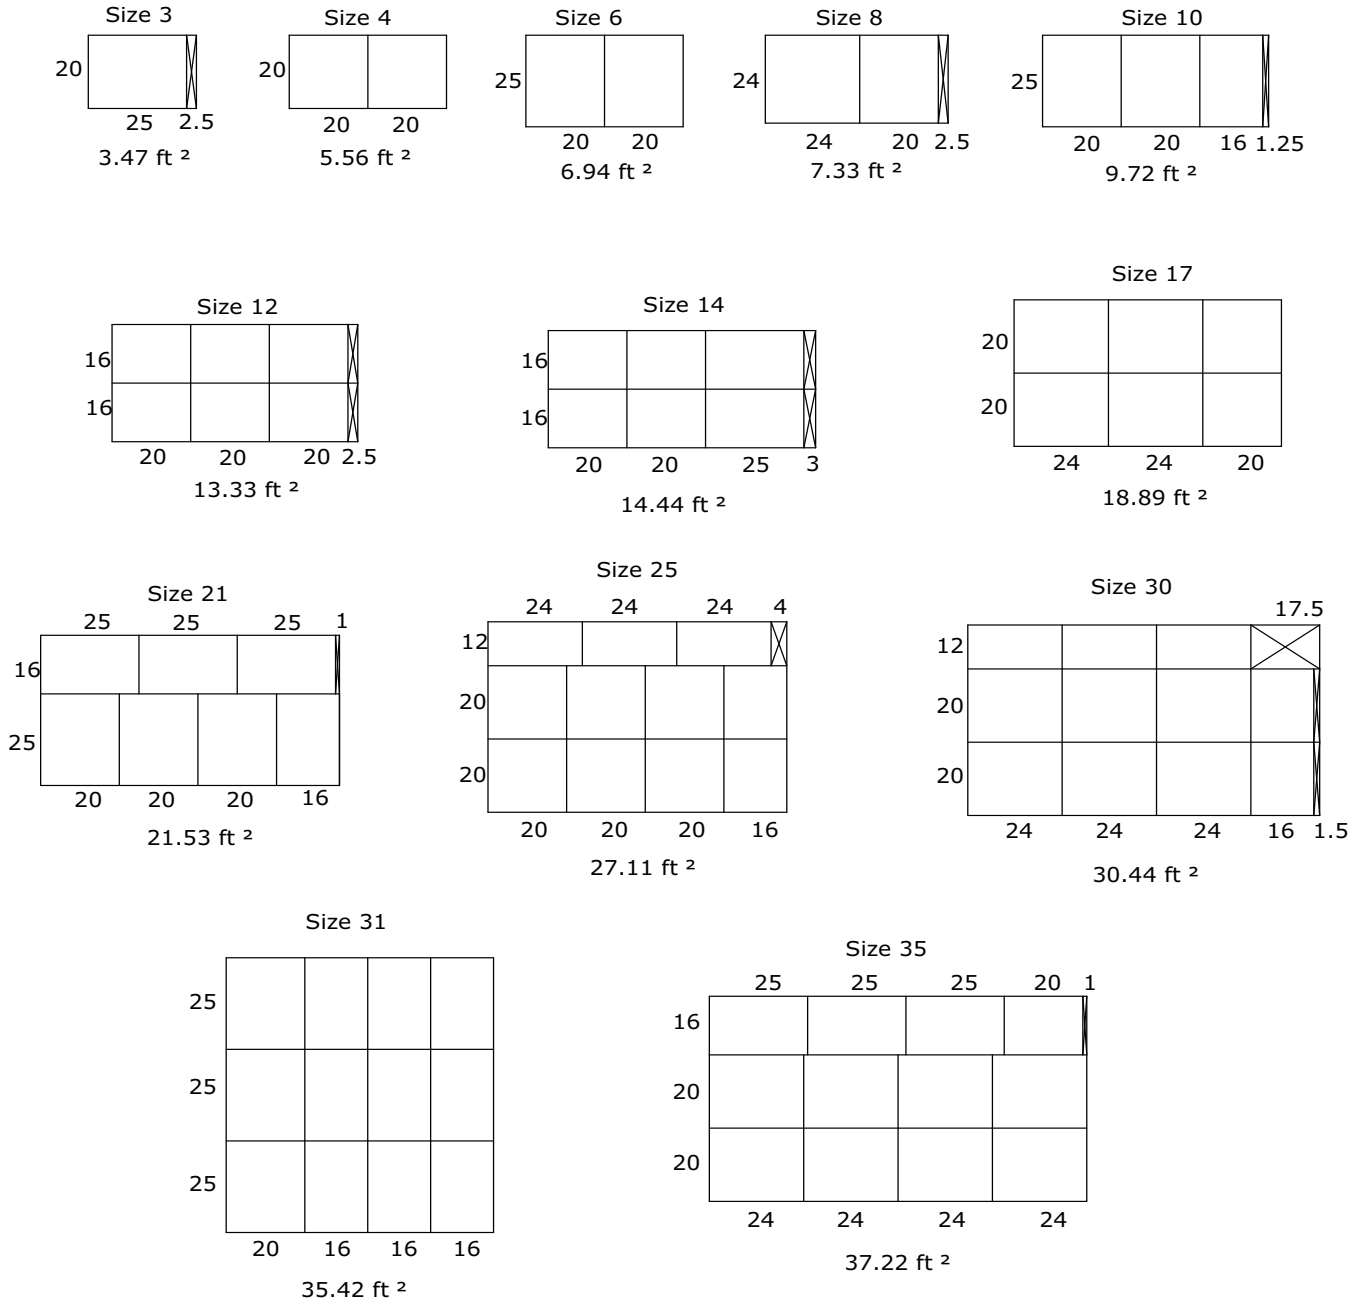 Size 3
20
25 2.5
3.47 ft ²
Size 4
20
20 20
5.56 ft ²
Size 6
25
20 20
6.94 ft ²
Size 8
24
24 20 2.5
7.33 ft ²
Size 10
25
20 20 16 1.25
9.72 ft ²
Size 12
16
16
20 20 20 2.5
13.33 ft ²
Size 14
16
16
20 20 25 3
14.44 ft ²
Size 17
20
20
24 24 20
18.89 ft ²
Size 21
25 25 25 1
16
25
20 20 20 16
21.53 ft ²
Size 25
24 24 24 4
12
20
20
20 20 20 16
27.11 ft ²
Size 30
17.5
12
20
20
24 24 24 16 1.5
30.44 ft ²
Size 31
25
25
25
20 16 16 16
35.42 ft ²
Size 35
25 25 25 20 1
16
20
20
24 24 24 24
37.22 ft ²